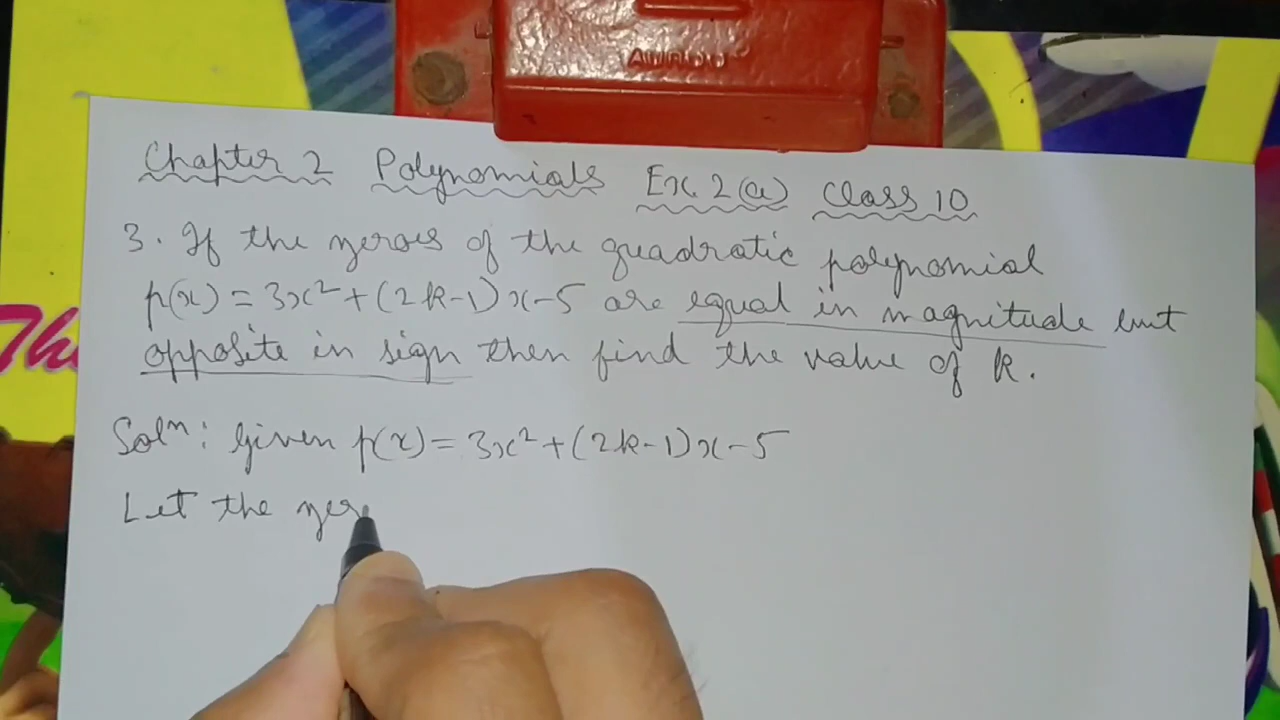 Chapter 2 Polynomials Ex. 2(a) Class 10
3. If the zeroes of the quadratic polynomial
p(x) = 3x² + (2k-1)x - 5 are equal in magnitude but
opposite in sign then find the value of k.
Solⁿ: Given p(x) = 3x² + (2k-1)x - 5
Let the zer